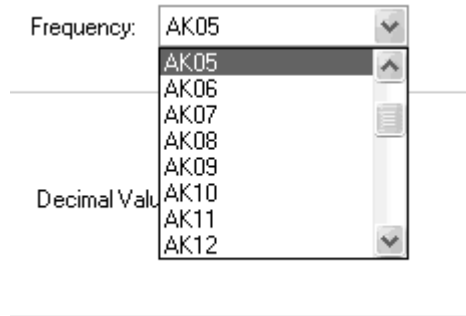 Frequency: AK05
AK05
AK06
AK07
AK08
AK09
Decimal Valu AK10
AK11
AK12